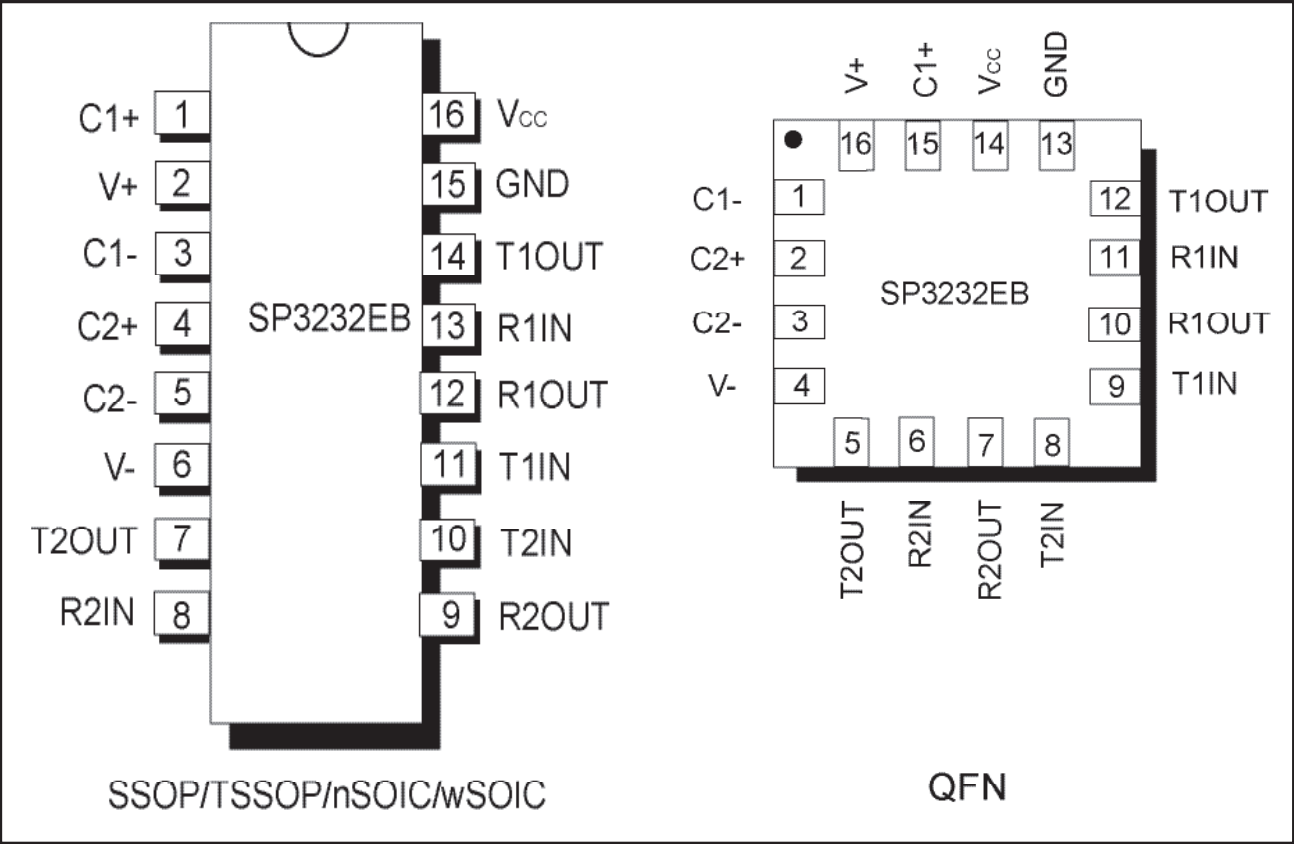 C1+ 1 16 VCC
V+ 2 15 GND
C1- 3 14 T1OUT
C2+ 4 SP3232EB 13 R1IN
C2- 5 12 R1OUT
V- 6 11 T1IN
T2OUT 7 10 T2IN
R2IN 8 9 R2OUT
SSOP/TSSOP/nSOIC/wSOIC
V+ C1+ VCC GND
16 15 14 13
C1- 1 12 T1OUT
C2+ 2 11 R1IN
SP3232EB
C2- 3 10 R1OUT
V- 4 9 T1IN
5 6 7 8
T2OUT R2IN R2OUT T2IN
QFN